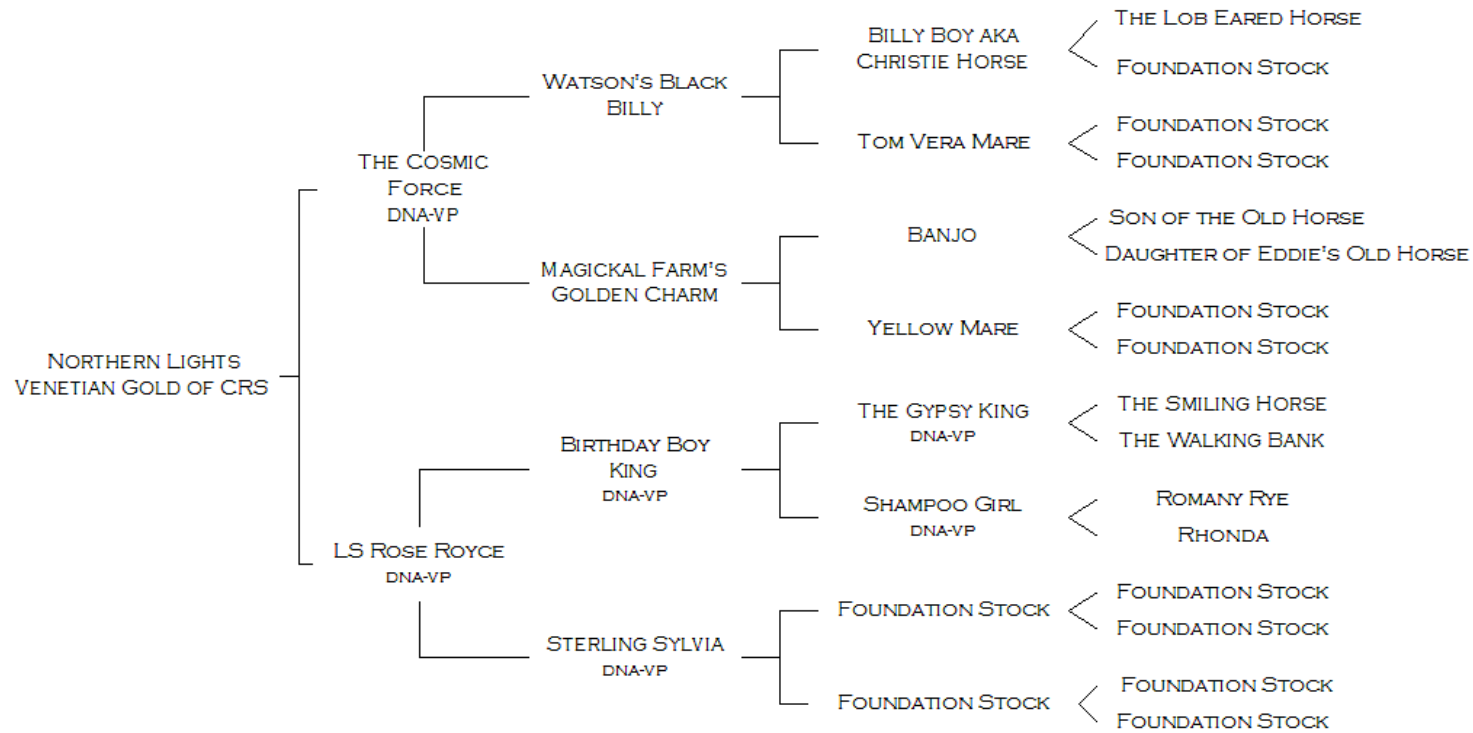 The Lob Eared Horse
Billy Boy aka
Christie Horse
Foundation Stock
Watson's Black
Billy
Foundation Stock
Tom Vera Mare
Foundation Stock
The Cosmic
Force
DNA-VP
Son of the Old Horse
Banjo
Daughter of Eddie's Old Horse
Magickal Farm's
Golden Charm
Foundation Stock
Yellow Mare
Foundation Stock
Northern Lights
Venetian Gold of CRS
The Smiling Horse
The Gypsy King
DNA-VP
The Walking Bank
Birthday Boy
King
DNA-VP
Romany Rye
Shampoo Girl
DNA-VP
Rhonda
LS Rose Royce
DNA-VP
Foundation Stock
Foundation Stock
Foundation Stock
Sterling Sylvia
DNA-VP
Foundation Stock
Foundation Stock
Foundation Stock